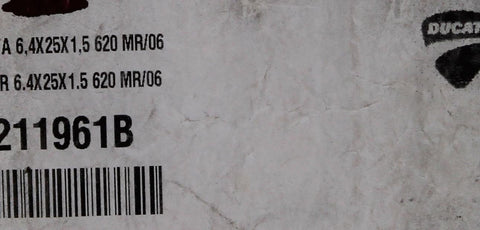 A 6,4X25X1,5 620 MR/06
DUCATI
R 6.4X25X1.5 620 MR/06
211961B